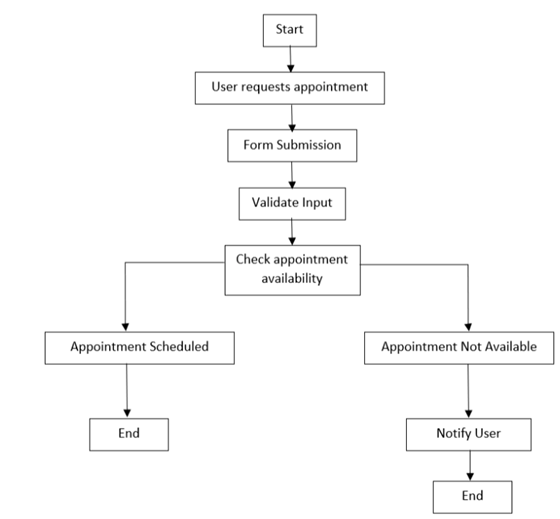 Start
User requests appointment
Form Submission
Validate Input
Check appointment
availability
Appointment Scheduled
Appointment Not Available
End
Notify User
End